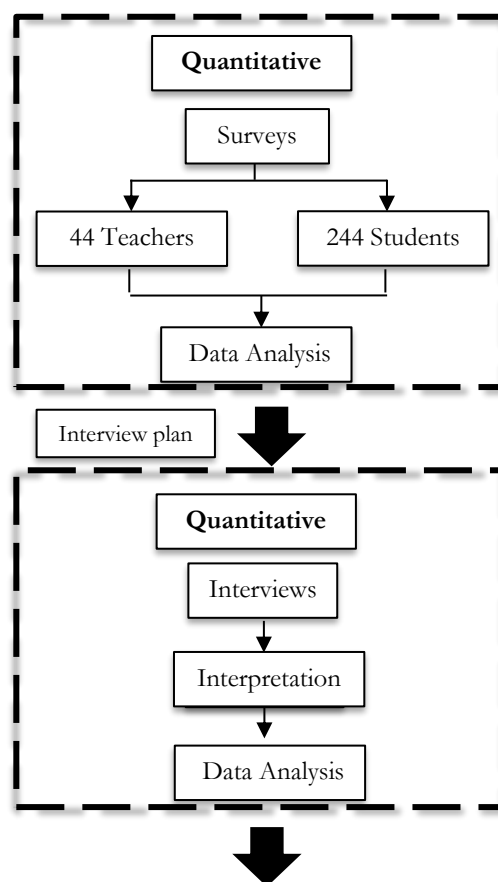 Quantitative
Surveys
44 Teachers
244 Students
Data Analysis
Interview plan
Quantitative
Interviews
Interpretation
Data Analysis